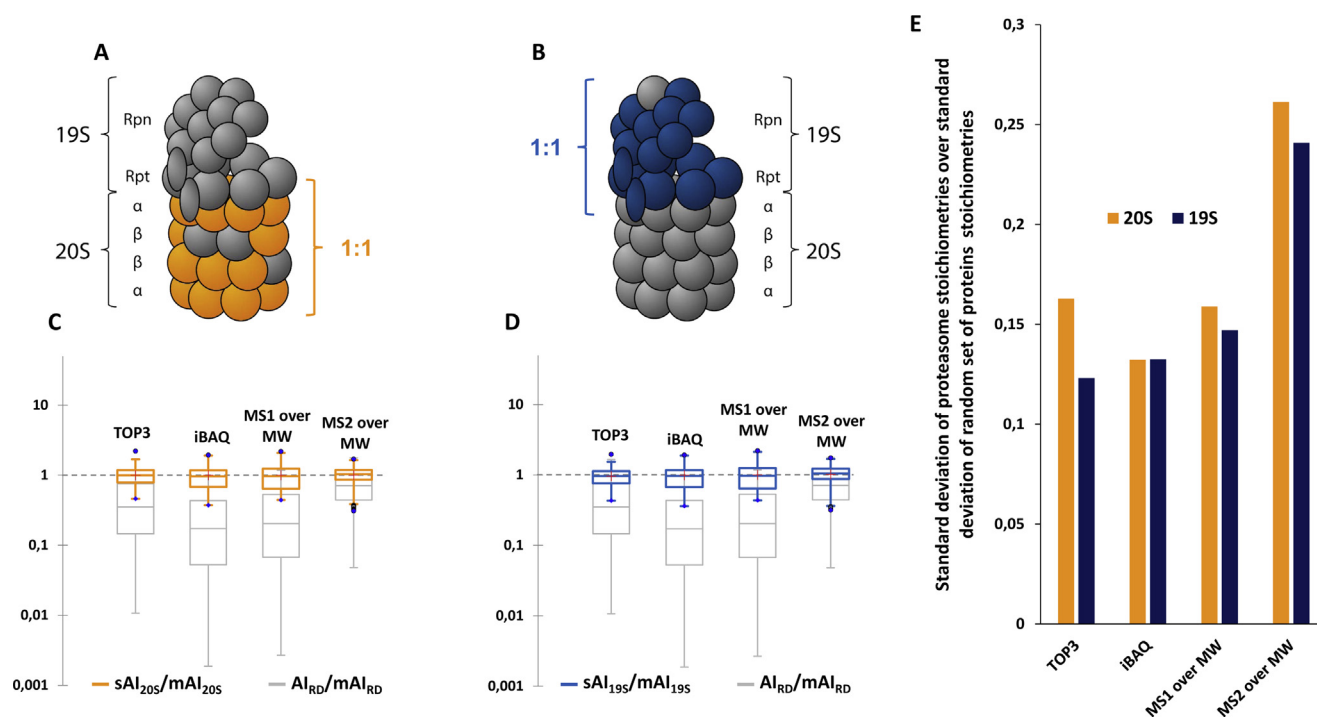 A
19S
Rpn
Rpt
20S
α
β
β
α
1:1
B
1:1
Rpn
19S
Rpt
α
β
20S
β
α
C
10
1
0,1
0,01
0,001
TOP3
iBAQ
MS1 over
MW
MS2 over
MW
sAI20S/mAI20S
AIRD/mAIRD
D
10
1
0,1
0,01
0,001
TOP3
iBAQ
MS1 over
MW
MS2 over
MW
sAI19S/mAI19S
AIRD/mAIRD
E
Standard deviation of proteasome stoichiometries over standard
deviation of random set of proteins stoichiometries
0,3
0,25
0,2
0,15
0,1
0,05
0
20S
19S
TOP3
iBAQ
MS1 over MW
MS2 over MW